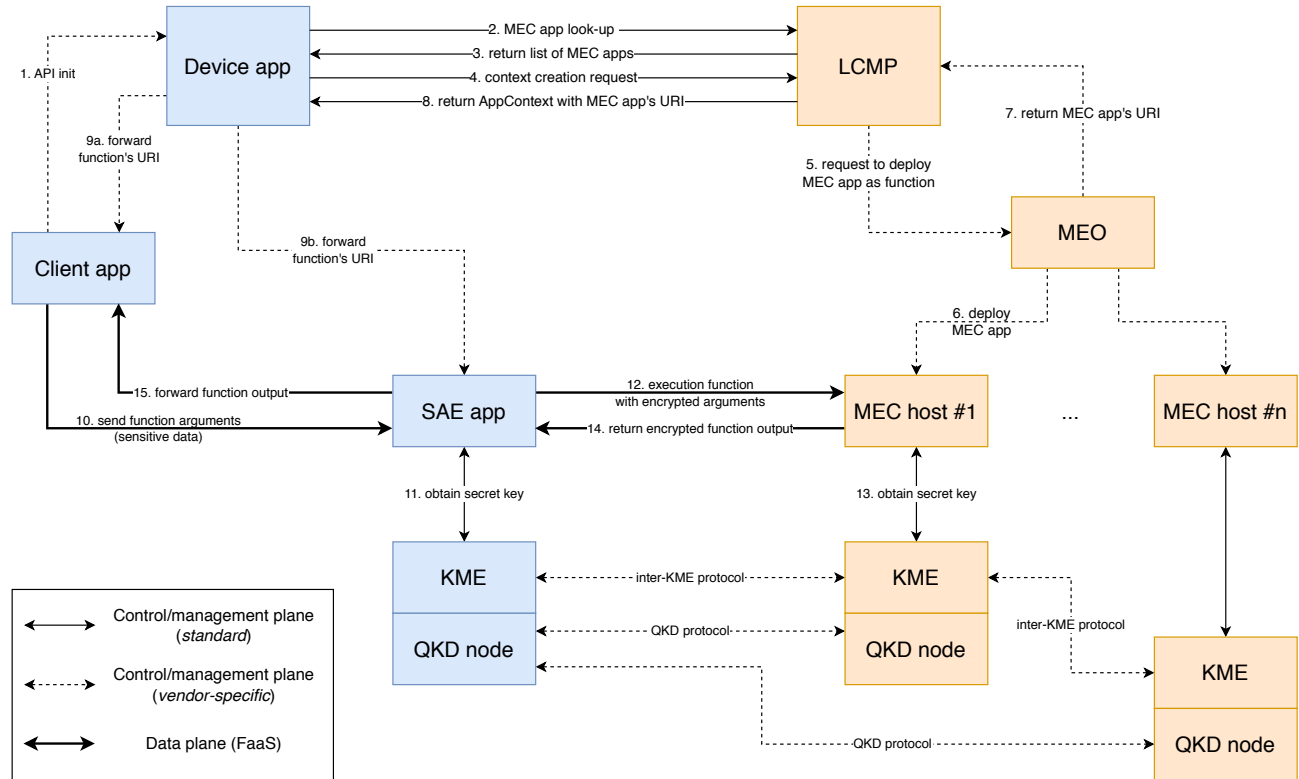 2. MEC app look-up
3. return list of MEC apps
1. API init
Device app
LCMP
4. context creation request
8. return AppContext with MEC app's URI
7. return MEC app's URI
9a. forward
function's URI
5. request to deploy
MEC app as function
MEO
9b. forward
function's URI
Client app
6. deploy
MEC app
15. forward function output
12. execution function
with encrypted arguments
SAE app
MEC host #1
...
MEC host #n
10. send function arguments
(sensitive data)
14. return encrypted function output
11. obtain secret key
13. obtain secret key
KME
inter-KME protocol
KME
QKD node
QKD protocol
QKD node
inter-KME protocol
KME
QKD protocol
QKD node
Control/management plane
(standard)
Control/management plane
(vendor-specific)
Data plane (FaaS)